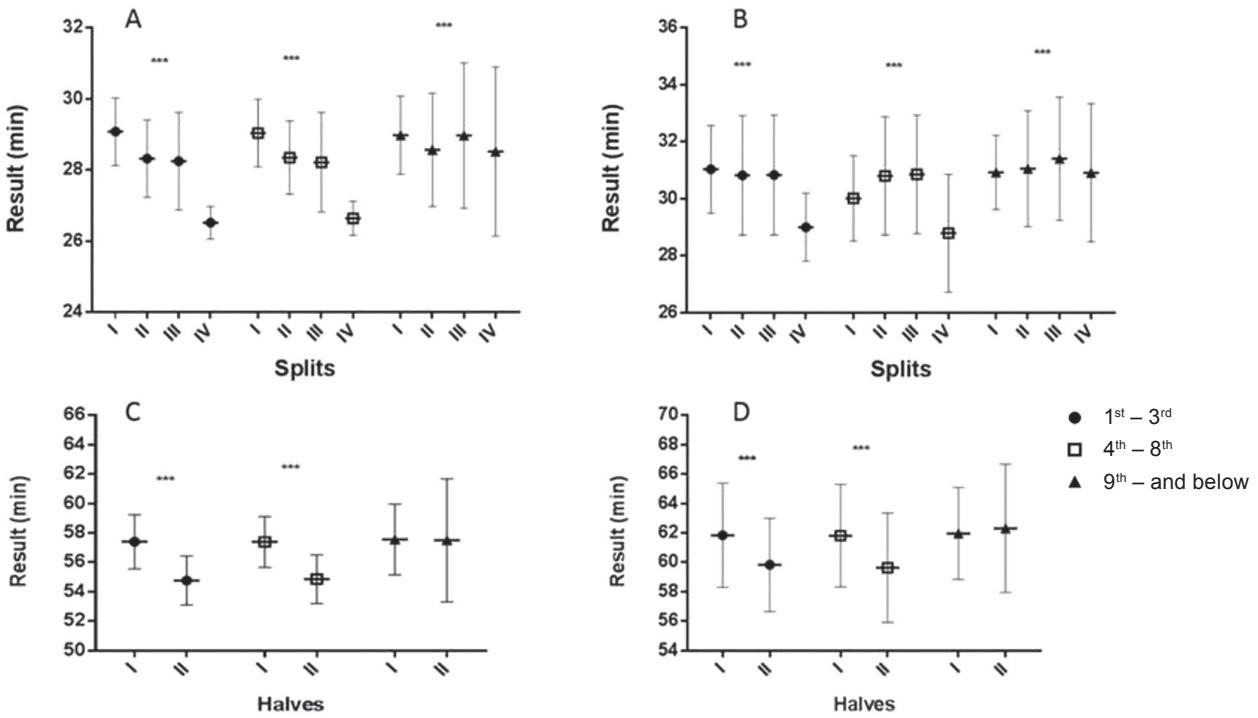 A
Result (min)
32
30
28
26
24
***
***
***
I II III IV I II III IV I II III IV
Splits
B
Result (min)
36
34
32
30
28
26
***
***
***
I II III IV I II III IV I II III IV
Splits
C
Result (min)
66
64
62
60
58
56
54
52
50
***
***
I II I II I II
Halves
D
Result (min)
70
68
66
64
62
60
58
56
54
***
***
I II I II I II
Halves
1st – 3rd
4th – 8th
9th – and below